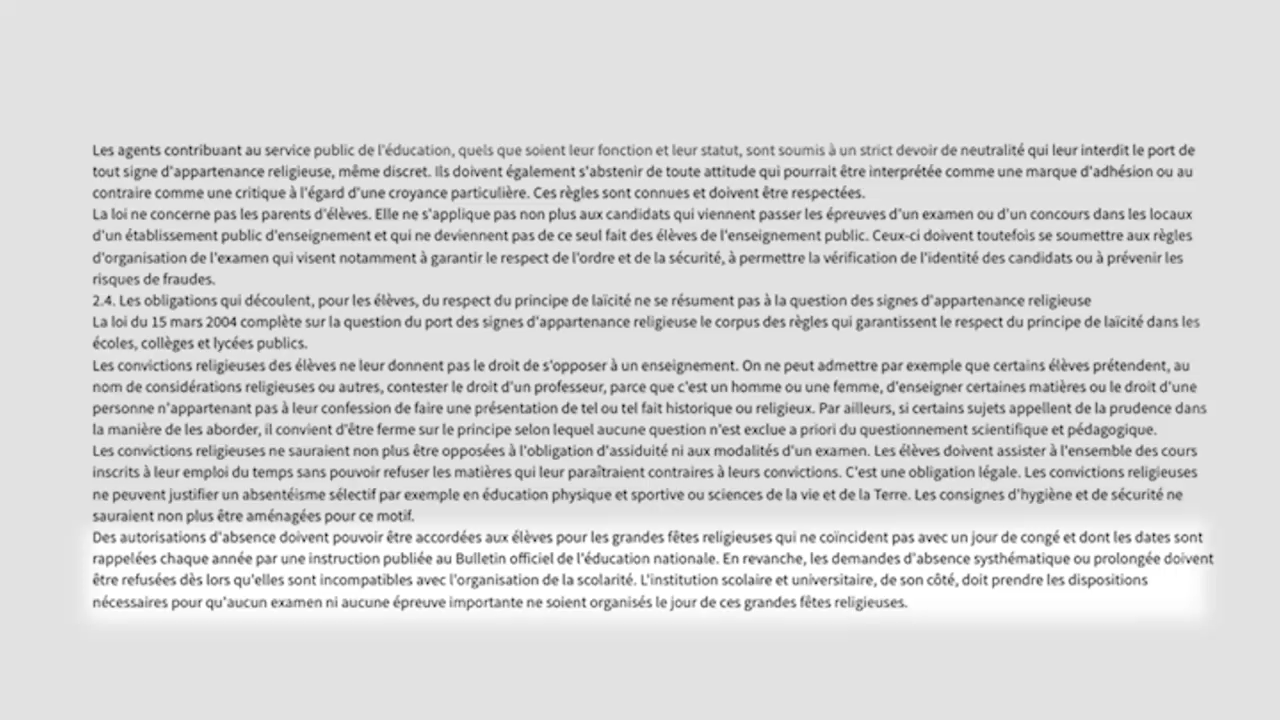 Les agents contribuant au service public de l'éducation, quels que soient leur fonction et leur statut, sont soumis à un strict devoir de neutralité qui leur interdit le port de
tout signe d'appartenance religieuse, même discret. Ils doivent également s'abstenir de toute attitude qui pourrait être interprétée comme une marque d'adhésion ou au
contraire comme une critique à l'égard d'une croyance particulière. Ces règles sont connues et doivent être respectées.
La loi ne concerne pas les parents d'élèves. Elle ne s'applique pas non plus aux candidats qui viennent passer les épreuves d'un examen ou d'un concours dans les locaux
d'un établissement public d'enseignement et qui ne deviennent pas de ce seul fait des élèves de l'enseignement public. Ceux-ci doivent toutefois se soumettre aux règles
d'organisation de l'examen qui visent notamment à garantir le respect de l'ordre et de la sécurité, à permettre la vérification de l'identité des candidats ou à prévenir les
risques de fraudes.
2.4. Les obligations qui découlent, pour les élèves, du respect du principe de laïcité ne se résument pas à la question des signes d'appartenance religieuse
La loi du 15 mars 2004 complète sur la question du port des signes d'appartenance religieuse le corpus des règles qui garantissent le respect du principe de laïcité dans les
écoles, collèges et lycées publics.
Les convictions religieuses des élèves ne leur donnent pas le droit de s'opposer à un enseignement. On ne peut admettre par exemple que certains élèves prétendent, au
nom de considérations religieuses ou autres, contester le droit d'un professeur, parce que c'est un homme ou une femme, d'enseigner certaines matières ou le droit d'une
personne n'appartenant pas à leur confession de faire une présentation de tel ou tel fait historique ou religieux. Par ailleurs, si certains sujets appellent de la prudence dans
la manière de les aborder, il convient d'être ferme sur le principe selon lequel aucune question n'est exclue a priori du questionnement scientifique et pédagogique.
Les convictions religieuses ne sauraient non plus être opposées à l'obligation d'assiduité ni aux modalités d'un examen. Les élèves doivent assister à l'ensemble des cours
inscrits à leur emploi du temps sans pouvoir refuser les matières qui leur paraîtraient contraires à leurs convictions. C'est une obligation légale. Les convictions religieuses
ne peuvent justifier un absentéisme sélectif par exemple en éducation physique et sportive ou sciences de la vie et de la Terre. Les consignes d'hygiène et de sécurité ne
sauraient non plus être aménagées pour ce motif.
Des autorisations d'absence doivent pouvoir être accordées aux élèves pour les grandes fêtes religieuses qui ne coïncident pas avec un jour de congé et dont les dates sont
rappelées chaque année par une instruction publiée au Bulletin officiel de l'éducation nationale. En revanche, les demandes d'absence systhématique ou prolongée doivent
être refusées dès lors qu'elles sont incompatibles avec l'organisation de la scolarité. L'institution scolaire et universitaire, de son côté, doit prendre les dispositions
nécessaires pour qu'aucun examen ni aucune épreuve importante ne soient organisés le jour de ces grandes fêtes religieuses.